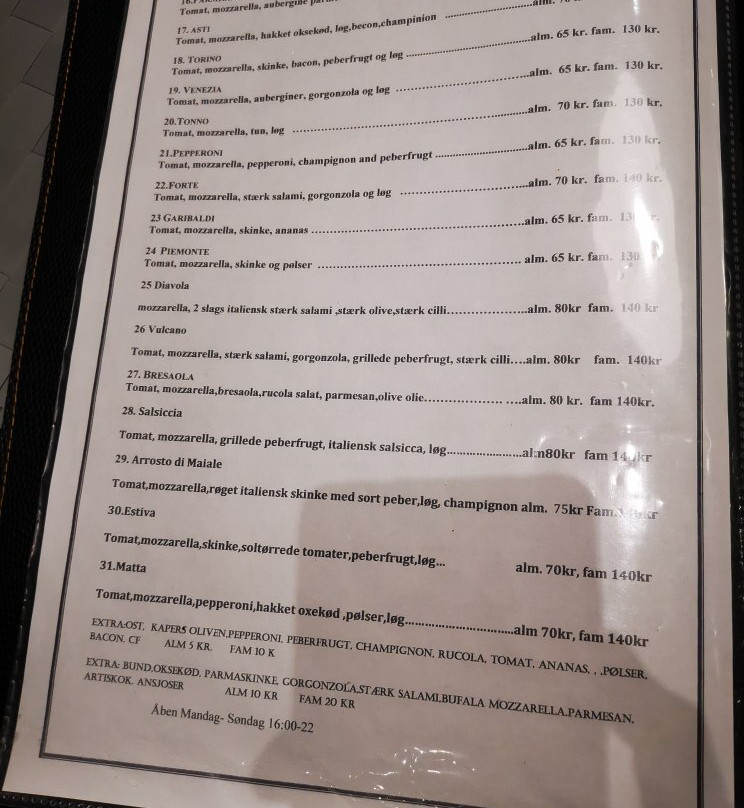 Tomat, mozzarella, aubergine
17. ASTI
Tomat, mozzarella, hakket oksekød, løg,becon,champinion ................alm.
18. TORINO
Tomat, mozzarella, skinke, bacon, peberfrugt og løg ................alm. 65 kr. fam. 130 kr.
19. VENEZIA
Tomat, mozzarella, auberginer, gorgonzola og løg ................alm. 65 kr. fam. 130 kr.
20.TONNO
Tomat, mozzarella, tun, løg ................alm. 70 kr. fam. 130 kr.
21.PEPPERONI
Tomat, mozzarella, pepperoni, champignon and peberfrugt ................alm. 65 kr. fam. 130 kr.
22.FORTE
Tomat, mozzarella, stærk salami, gorgonzola og løg ................alm. 70 kr. fam. 140 kr.
23 GARIBALDI
Tomat, mozzarella, skinke, ananas ................alm. 65 kr. fam.
24 PIEMONTE
Tomat, mozzarella, skinke og pølser ................ alm. 65 kr. fam. 130
25 Diavola
mozzarella, 2 slags italiensk stærk salami ,stærk olive,stærk cilli................alm. 80kr fam. 140 kr
26 Vulcano
Tomat, mozzarella, stærk salami, gorgonzola, grillede peberfrugt, stærk cilli....alm. 80kr fam. 140kr
27. BRESAOLA
Tomat, mozzarella,bresaola,rucola salat, parmesan,olive olie.................. ....alm. 80 kr. fam 140kr.
28. Salsiccia
Tomat, mozzarella, grillede peberfrugt, italiensk salsicca, løg......................alm80kr fam
29. Arrosto di Maiale
Tomat,mozzarella,røget italiensk skinke med sort peber,løg, champignon alm. 75kr Fam.
30.Estiva
Tomat,mozzarella,skinke,soltørrede tomater,peberfrugt,løg... alm. 70kr, fam 140kr
31.Matta
Tomat,mozzarella,pepperoni,hakket oxekød ,pølser,løg..........................alm 70kr, fam 140kr
EXTRA:OST, KAPERS OLIVEN,PEPPERONI, PEBERFRUGT, CHAMPIGNON, RUCOLA, TOMAT, ANANAS, , ,PØLSER,
BACON. CF ALM 5 KR. FAM 10 K
EXTRA: BUND,OKSEKØD, PARMASKINKE, GORGONZOLA,STÆRK SALAMI,BUFALA MOZZARELLA,PARMESAN,
ARTISKOK, ANSJOSER ALM 10 KR FAM 20 KR
Åben Mandag- Søndag 16:00-22